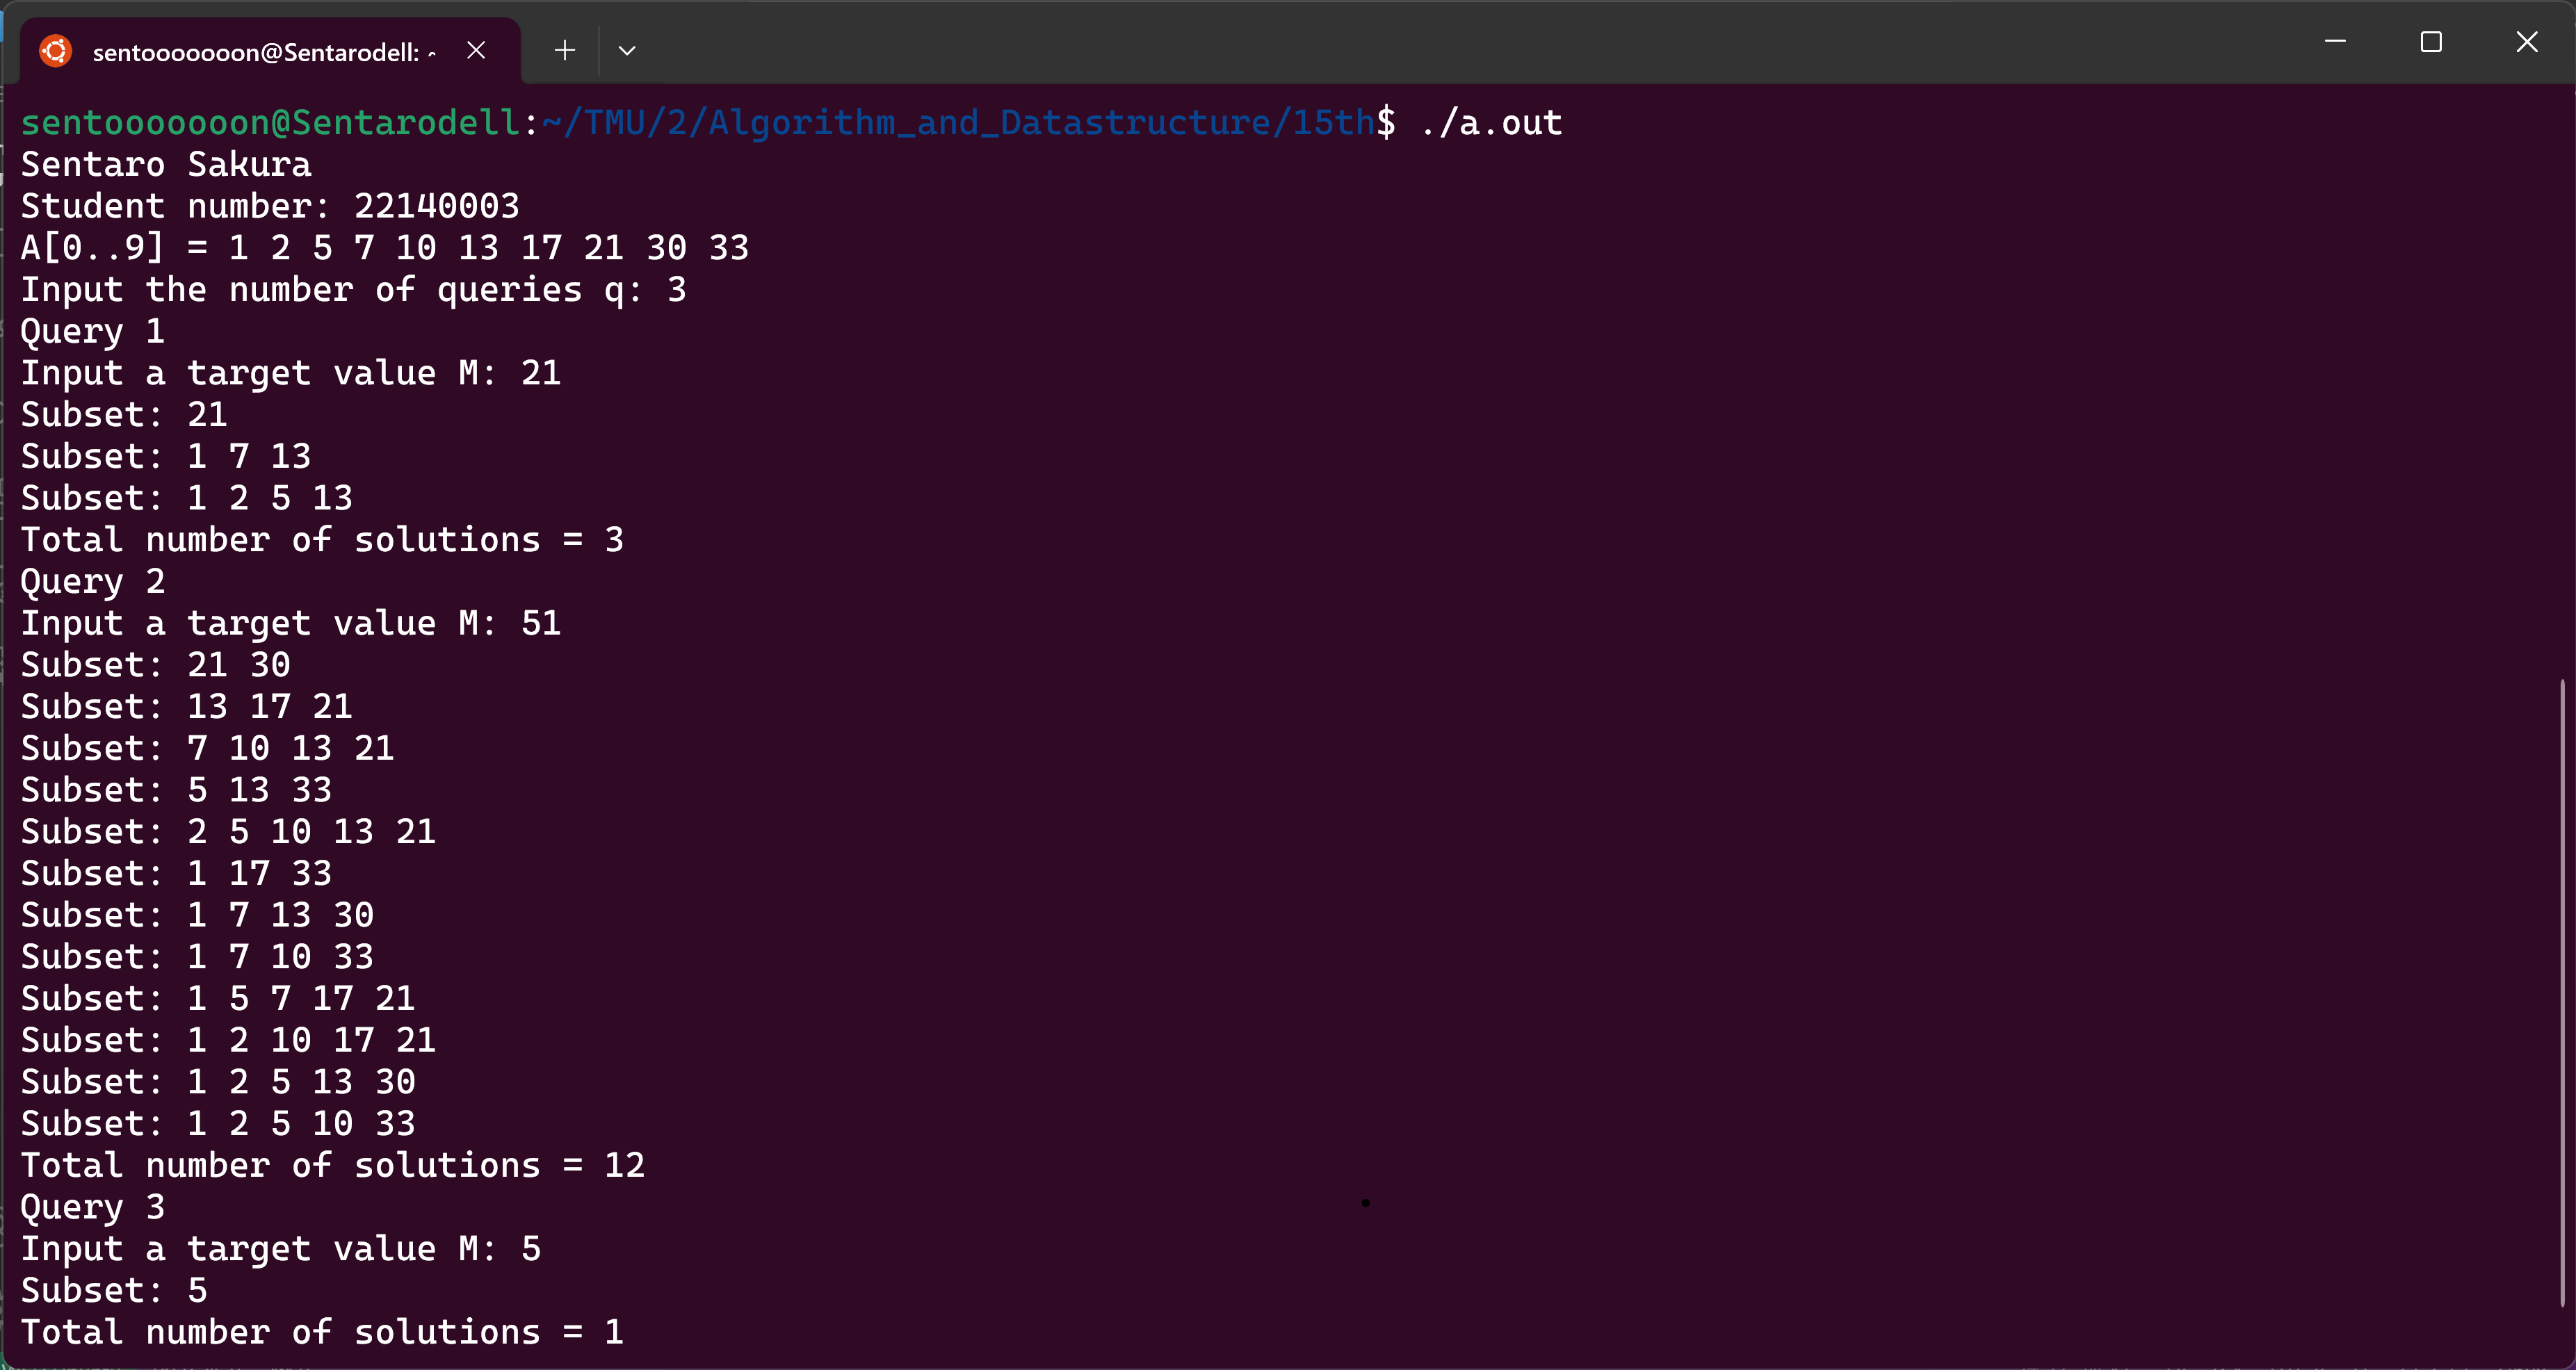 sentooooooon@Sentarodell: ~
sentooooooon@Sentarodell:~/TMU/2/Algorithm_and_Datastructure/15th$ ./a.out
Sentaro Sakura
Student number: 22140003
A[0..9] = 1 2 5 7 10 13 17 21 30 33
Input the number of queries q: 3
Query 1
Input a target value M: 21
Subset: 21
Subset: 1 7 13
Subset: 1 2 5 13
Total number of solutions = 3
Query 2
Input a target value M: 51
Subset: 21 30
Subset: 13 17 21
Subset: 7 10 13 21
Subset: 5 13 33
Subset: 2 5 10 13 21
Subset: 1 17 33
Subset: 1 7 13 30
Subset: 1 7 10 33
Subset: 1 5 7 17 21
Subset: 1 2 10 17 21
Subset: 1 2 5 13 30
Subset: 1 2 5 10 33
Total number of solutions = 12
Query 3
Input a target value M: 5
Subset: 5
Total number of solutions = 1